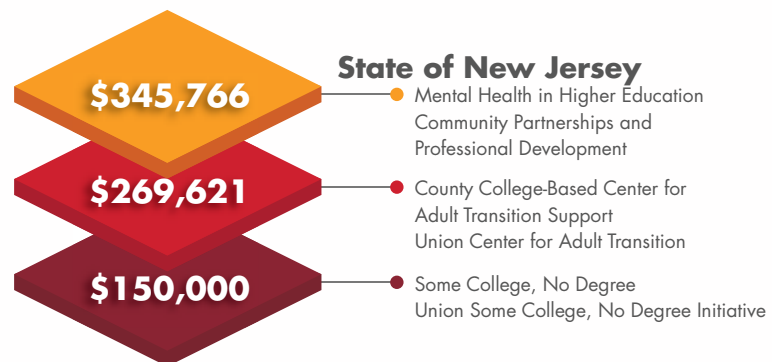 State of New Jersey
$345,766
Mental Health in Higher Education
Community Partnerships and
Professional Development
$269,621
County College-Based Center for
Adult Transition Support
Union Center for Adult Transition
$150,000
Some College, No Degree
Union Some College, No Degree Initiative